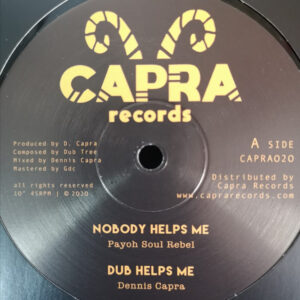 CAPRA
records
Produced by D. Capra
Composed by Dub Tree
Mixed by Dennis Capra
Mastered by Gdc
all rights reserved
10" 45RPM | © 2020
A SIDE
CAPRA020
Distributed by
Capra Records
www.caprarecords.com
NOBODY HELPS ME
Payoh Soul Rebel
DUB HELPS ME
Dennis Capra